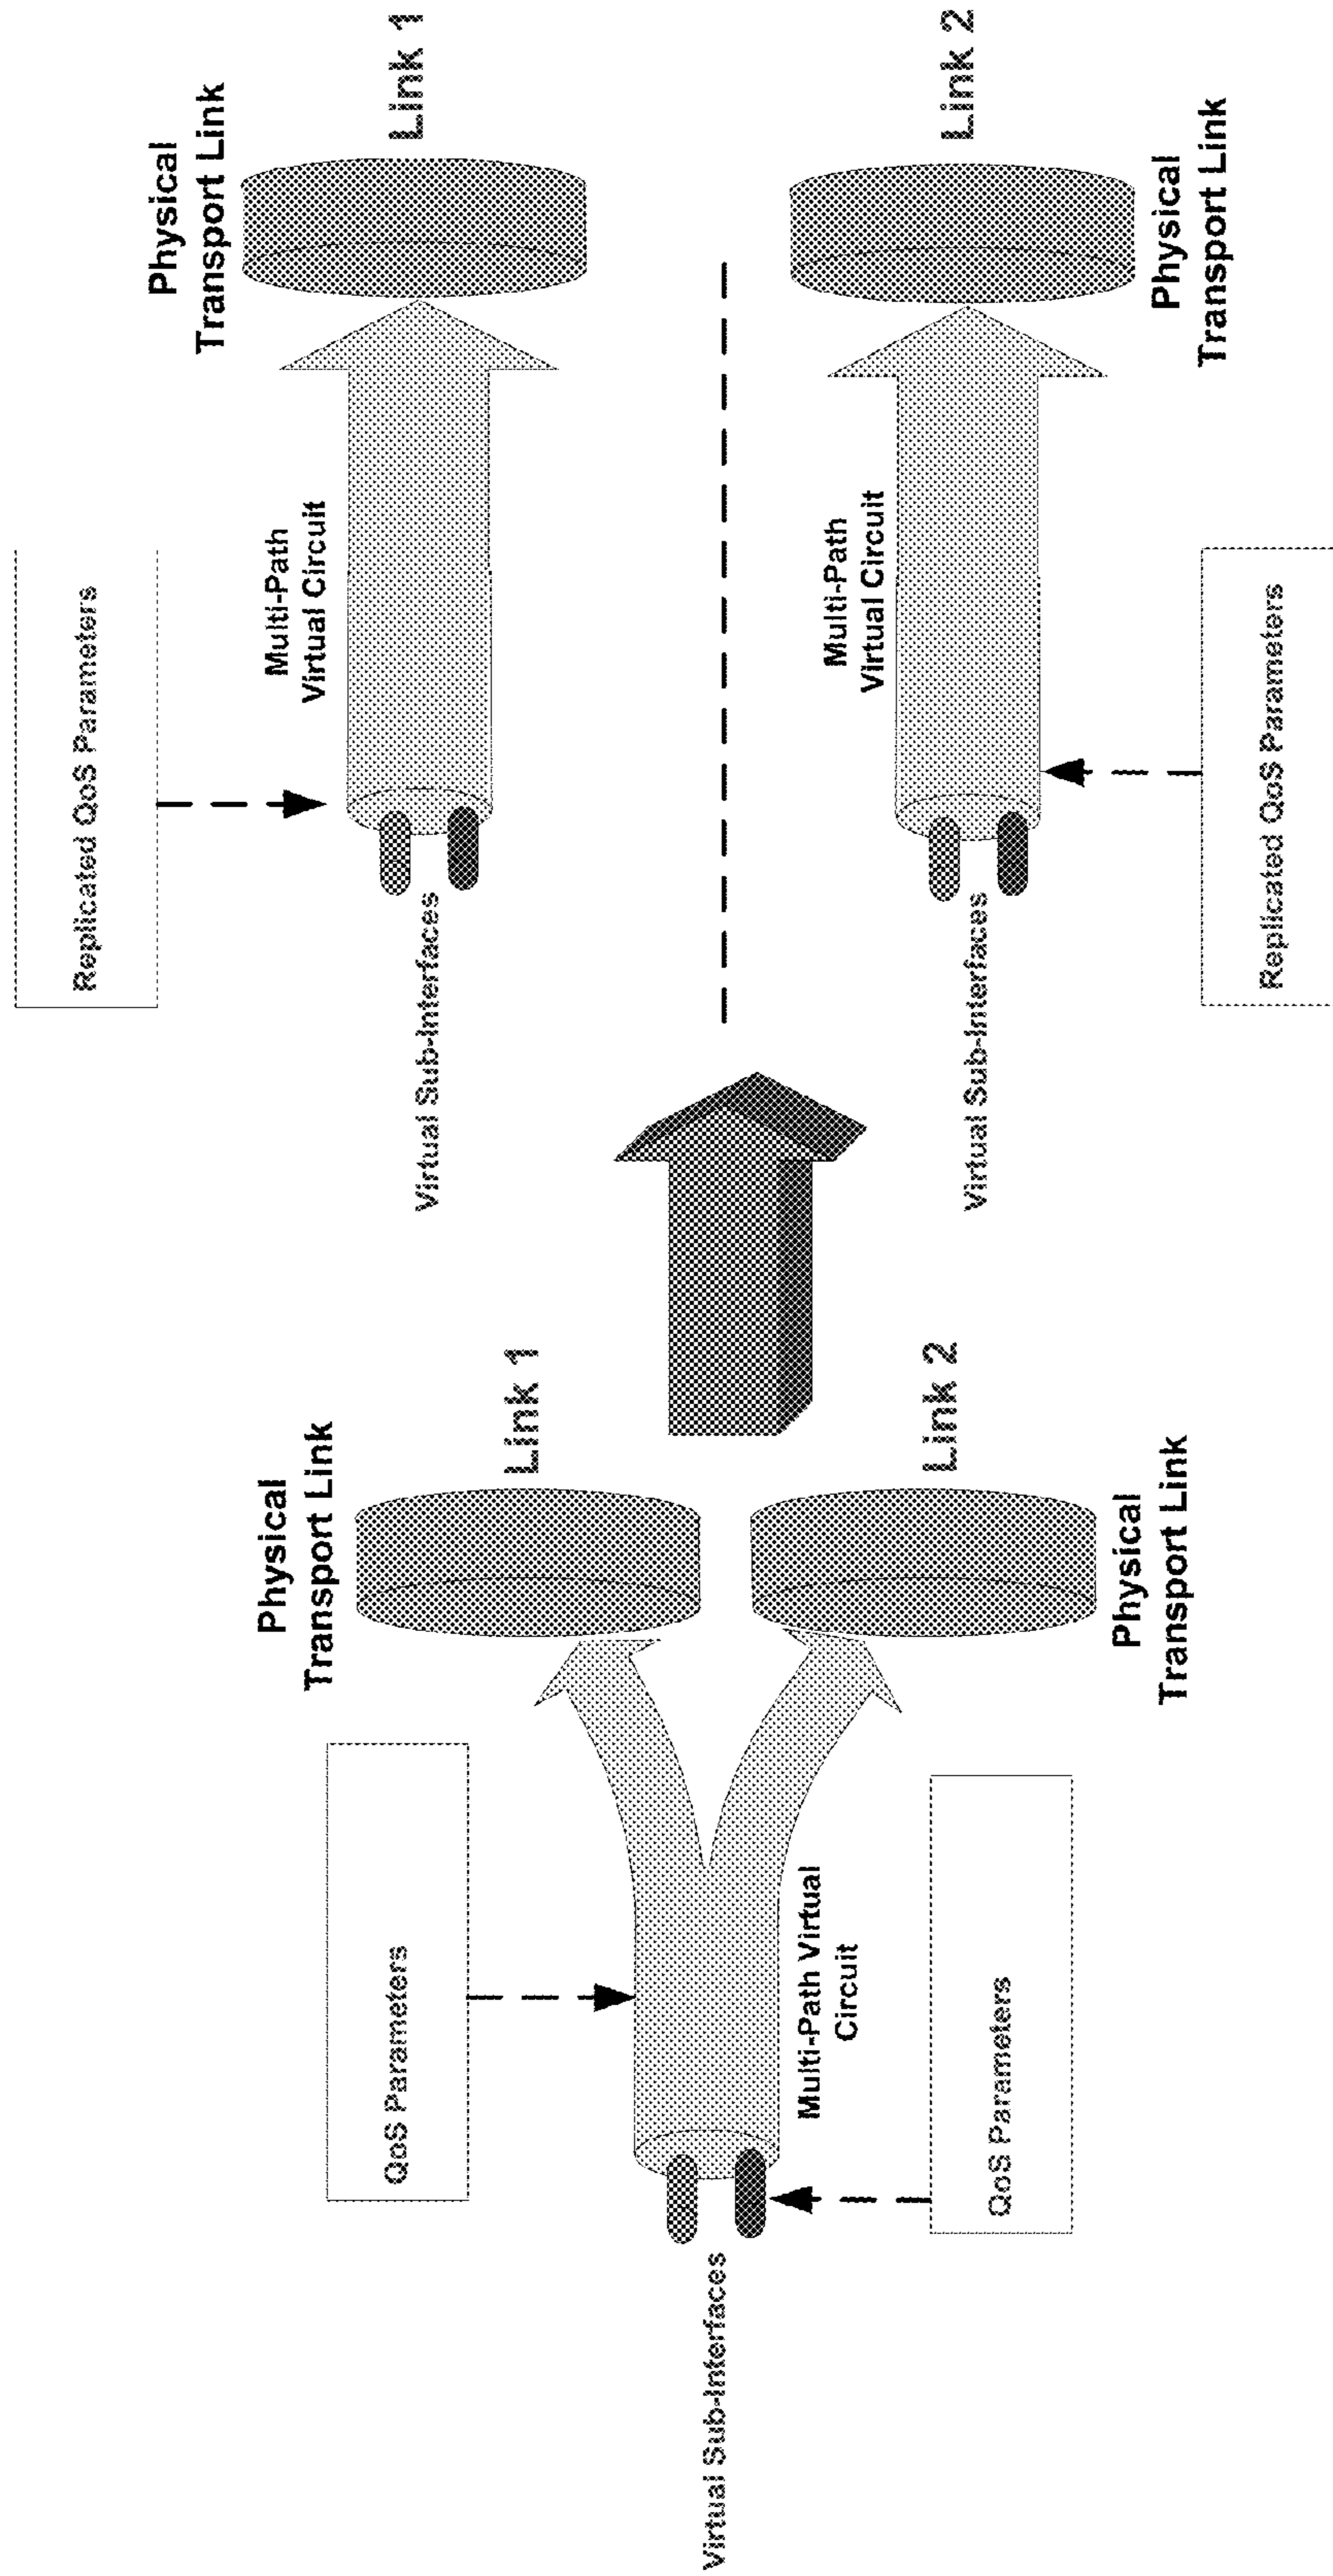 QoS Parameters
Physical
Transport Link
Link 1
Virtual Sub-Interfaces
Multi-Path Virtual
Circuit
Link 2
QoS Parameters
Physical
Transport Link
Replicated QoS Parameters
Physical
Transport Link
Multi-Path
Virtual Circuit
Link 1
Virtual Sub-Interfaces
Multi-Path
Virtual Circuit
Link 2
Virtual Sub-Interfaces
Physical
Transport Link
Replicated QoS Parameters